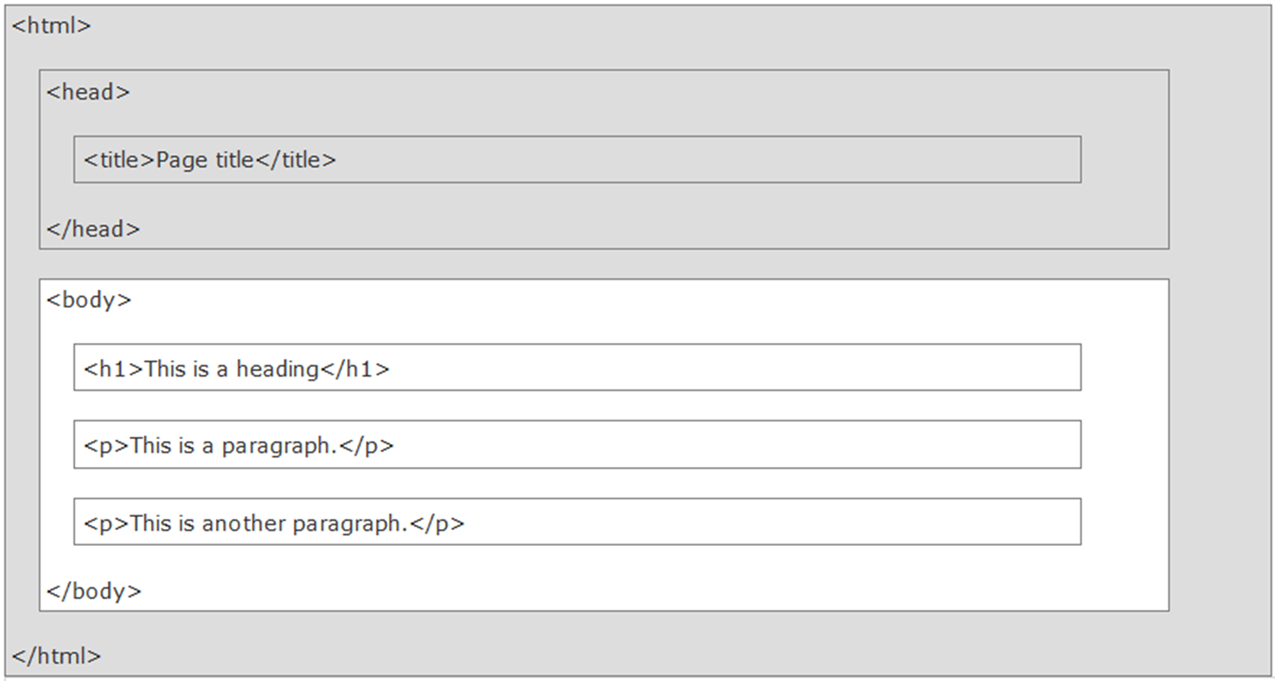 <html>
<head>
<title>Page title</title>
</head>
<body>
<h1>This is a heading</h1>
<p>This is a paragraph.</p>
<p>This is another paragraph.</p>
</body>
</html>